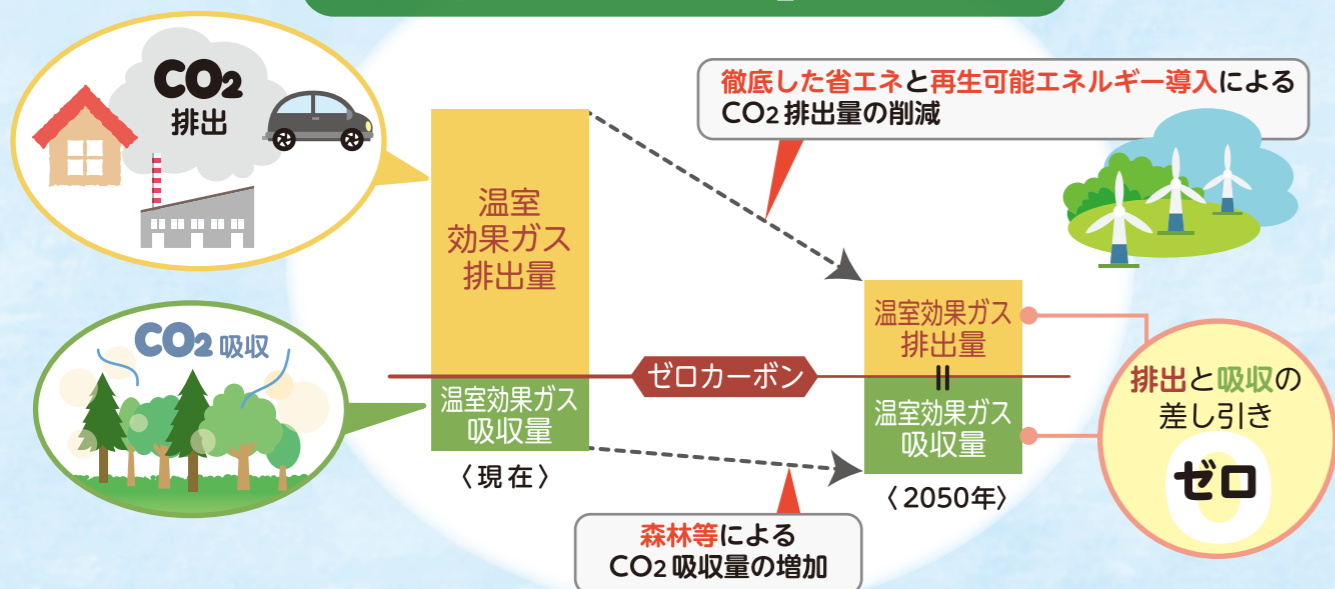 CO2
排出
徹底した省エネと再生可能エネルギー導入による
CO2 排出量の削減
温室
効果ガス
排出量
CO2 吸収
温室効果ガス
排出量
=
ゼロカーボン
温室効果ガス
吸収量
温室効果ガス
吸収量
〈現在〉
〈2050年〉
排出と吸収の
差し引き
ゼロ
0
森林等による
CO2 吸収量の増加